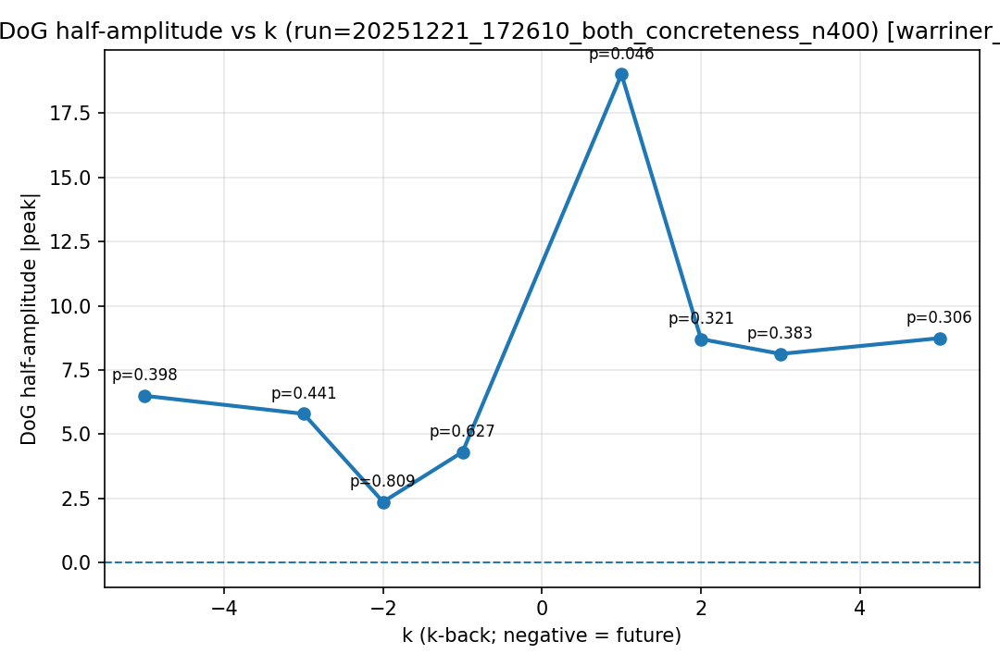 DoG half-amplitude vs k (run=20251221_172610_both_concreteness_n400) [warriner_
p=0.046
17.5
15.0
12.5
10.0
7.5
5.0
2.5
0.0
DoG half-amplitude |peak|
p=0.398
p=0.441
p=0.809
p=0.627
p=0.321
p=0.383
p=0.306
−4
−2
0
2
4
k (k-back; negative = future)